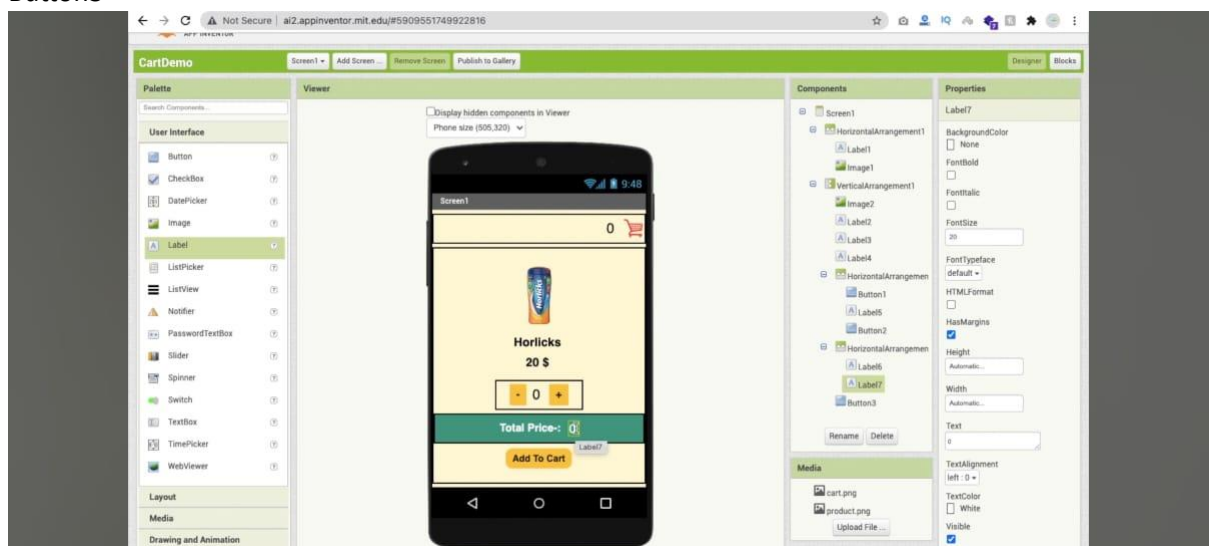 Buttons
Not Secure | ai2.appinventor.mit.edu/#5909551749922816
APP INVENTOR
CartDemo
Screen1
Add Screen ...
Remove Screen
Publish to Gallery
Designer
Blocks
Palette
Search Components...
User Interface
Button
CheckBox
DatePicker
Image
Label
ListPicker
ListView
Notifier
PasswordTextBox
Slider
Spinner
Switch
TextBox
TimePicker
WebViewer
Layout
Media
Drawing and Animation
Viewer
Display hidden components in Viewer
Phone size (505,320)
9:48
Screen1
0
Horlicks
Horlicks
20 $
- 0 +
Total Price-: 0
Label7
Add To Cart
Components
Screen1
HorizontalArrangement1
Label1
Image1
VerticalArrangement1
Image2
Label2
Label3
Label4
HorizontalArrangemen
Button1
Label5
Button2
HorizontalArrangemen
Label6
Label7
Button3
Rename
Delete
Media
cart.png
product.png
Upload File ...
Properties
Label7
BackgroundColor
None
FontBold
FontItalic
FontSize
20
FontTypeface
default
HTMLFormat
HasMargins
Height
Automatic...
Width
Automatic...
Text
0
TextAlignment
left : 0
TextColor
White
Visible